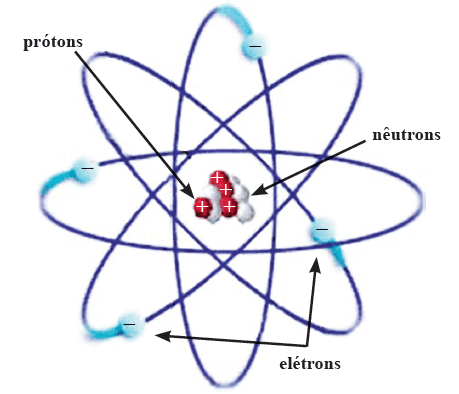 prótons
−
nêutrons
−
+
+
+ +
−
−
elétrons